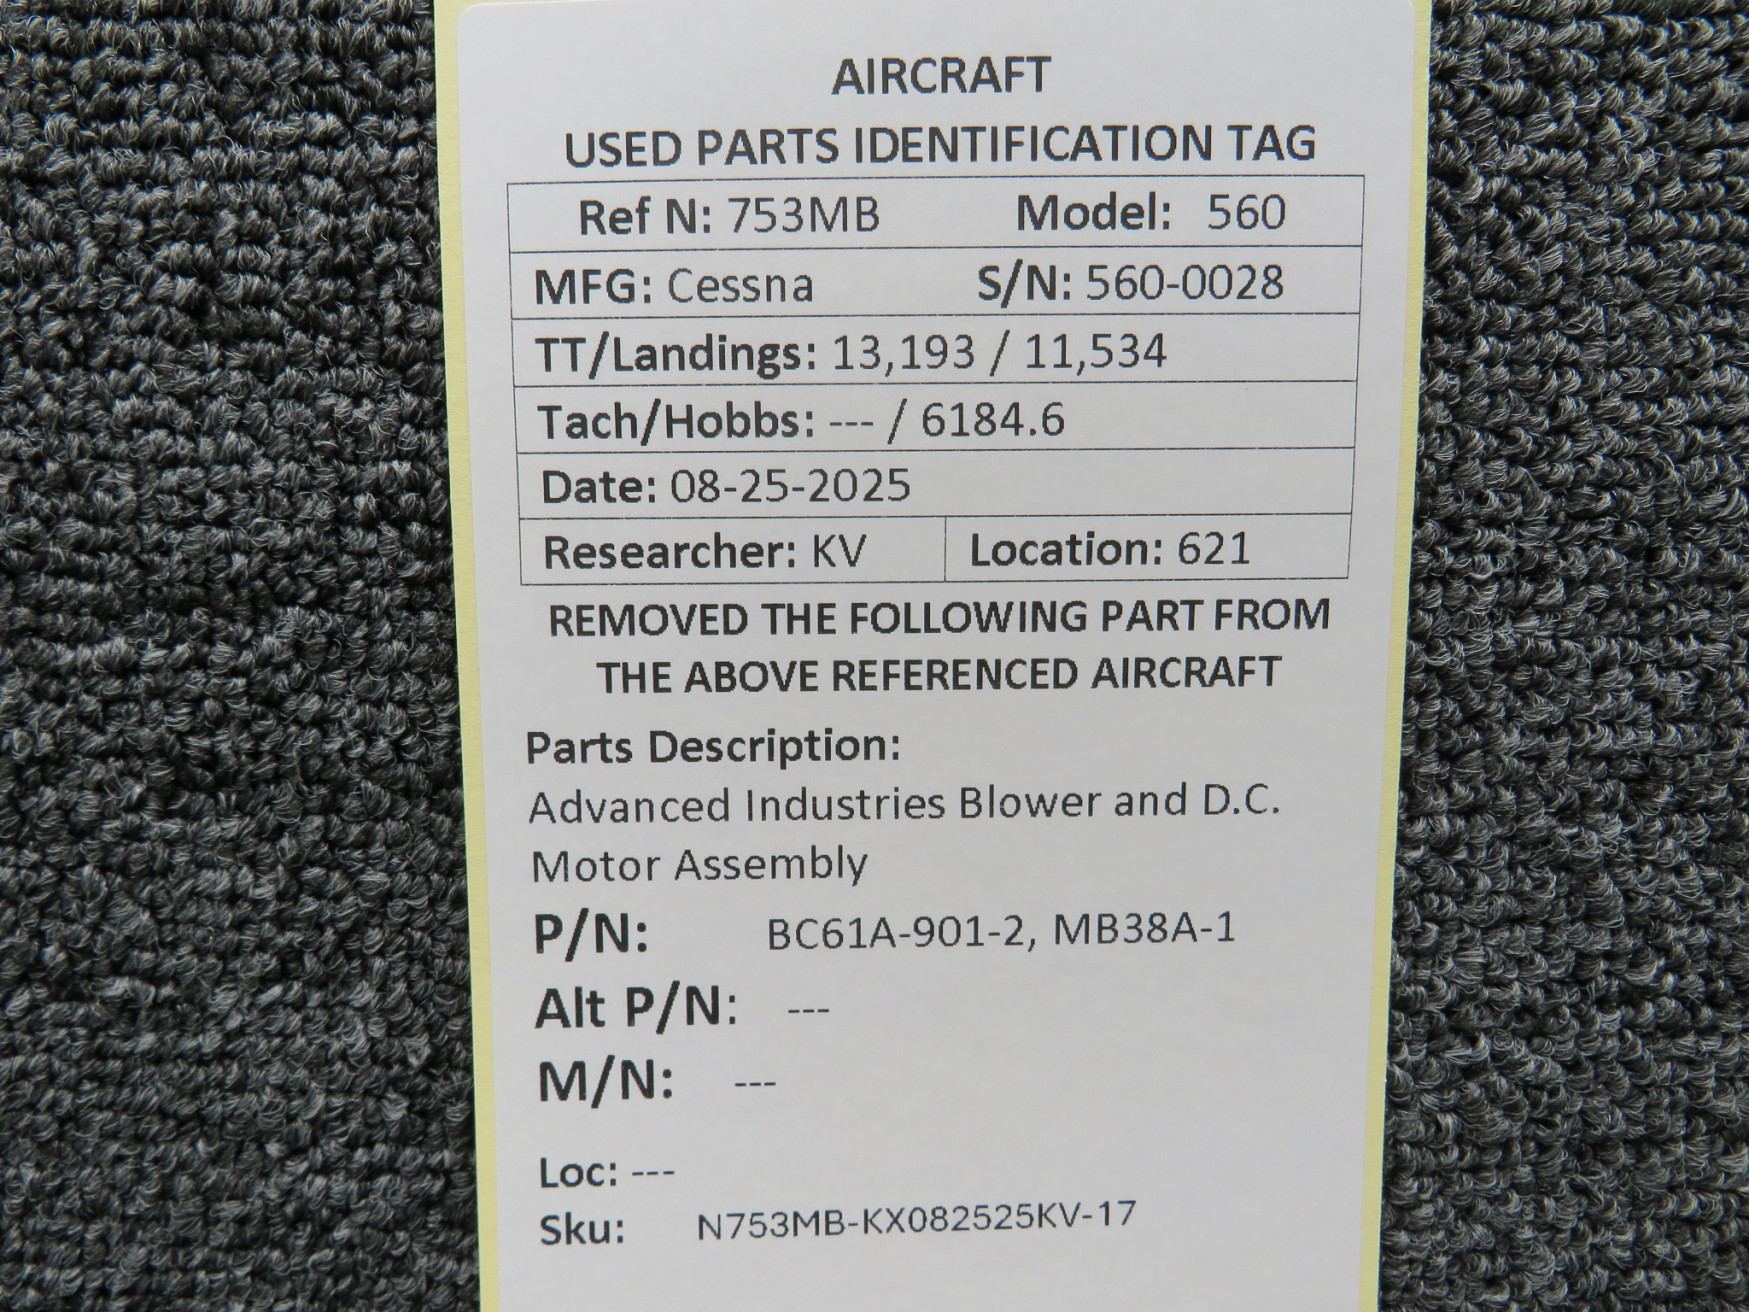 AIRCRAFT
USED PARTS IDENTIFICATION TAG
Ref N: 753MB Model: 560
MFG: Cessna S/N: 560-0028
TT/Landings: 13,193 / 11,534
Tach/Hobbs: --- / 6184.6
Date: 08-25-2025
Researcher: KV Location: 621
REMOVED THE FOLLOWING PART FROM
THE ABOVE REFERENCED AIRCRAFT
Parts Description:
Advanced Industries Blower and D.C.
Motor Assembly
P/N: BC61A-901-2, MB38A-1
Alt P/N: ---
M/N: ---
Loc: ---
Sku: N753MB-KX082525KV-17